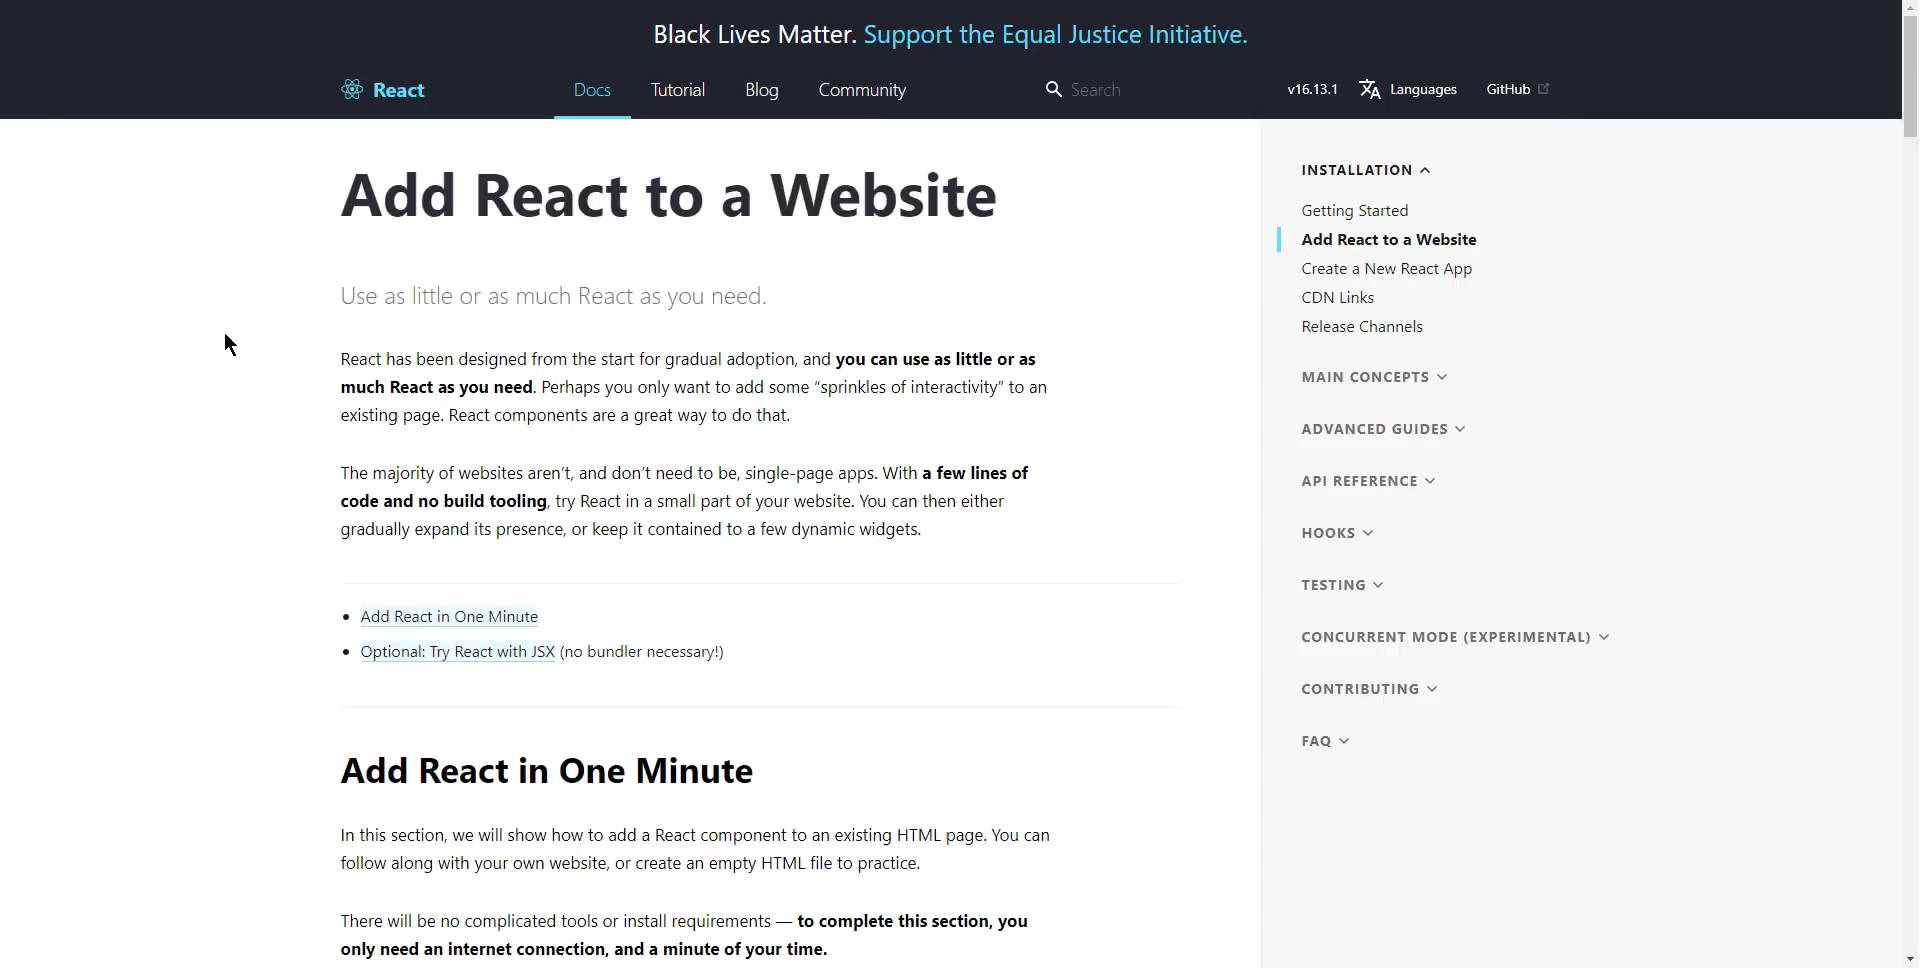 Black Lives Matter. Support the Equal Justice Initiative.
React Docs Tutorial Blog Community Search v16.13.1 Languages GitHub
Add React to a Website
Use as little or as much React as you need.
React has been designed from the start for gradual adoption, and you can use as little or as
much React as you need. Perhaps you only want to add some “sprinkles of interactivity” to an
existing page. React components are a great way to do that.
The majority of websites aren’t, and don’t need to be, single-page apps. With a few lines of
code and no build tooling, try React in a small part of your website. You can then either
gradually expand its presence, or keep it contained to a few dynamic widgets.
• Add React in One Minute
• Optional: Try React with JSX (no bundler necessary!)
Add React in One Minute
In this section, we will show how to add a React component to an existing HTML page. You can
follow along with your own website, or create an empty HTML file to practice.
There will be no complicated tools or install requirements — to complete this section, you
only need an internet connection, and a minute of your time.
INSTALLATION
Getting Started
Add React to a Website
Create a New React App
CDN Links
Release Channels
MAIN CONCEPTS
ADVANCED GUIDES
API REFERENCE
HOOKS
TESTING
CONCURRENT MODE (EXPERIMENTAL)
CONTRIBUTING
FAQ